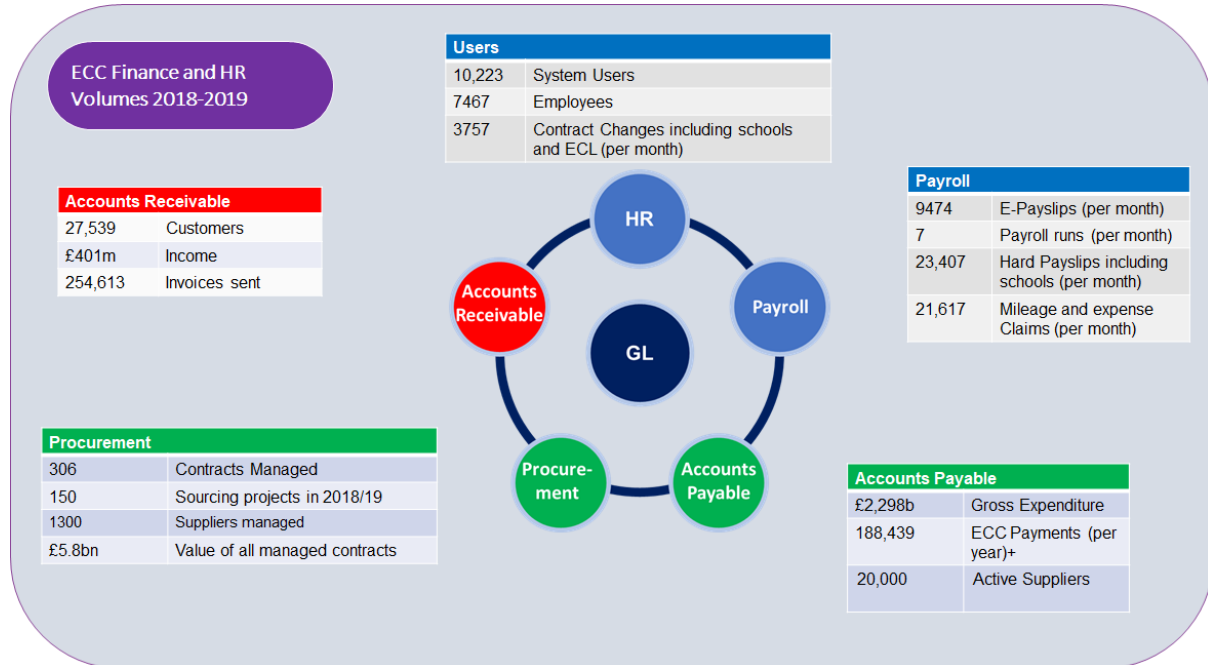 ECC Finance and HR
Volumes 2018-2019
Users
10,223 System Users
7467 Employees
3757 Contract Changes including schools
and ECL (per month)
Accounts Receivable
27,539 Customers
£401m Income
254,613 Invoices sent
Payroll
9474 E-Payslips (per month)
7 Payroll runs (per month)
23,407 Hard Payslips including
schools (per month)
21,617 Mileage and expense
Claims (per month)
HR
Accounts
Receivable
Payroll
GL
Procure-
ment
Accounts
Payable
Procurement
306 Contracts Managed
150 Sourcing projects in 2018/19
1300 Suppliers managed
£5.8bn Value of all managed contracts
Accounts Payable
£2,298b Gross Expenditure
188,439 ECC Payments (per
year)+
20,000 Active Suppliers